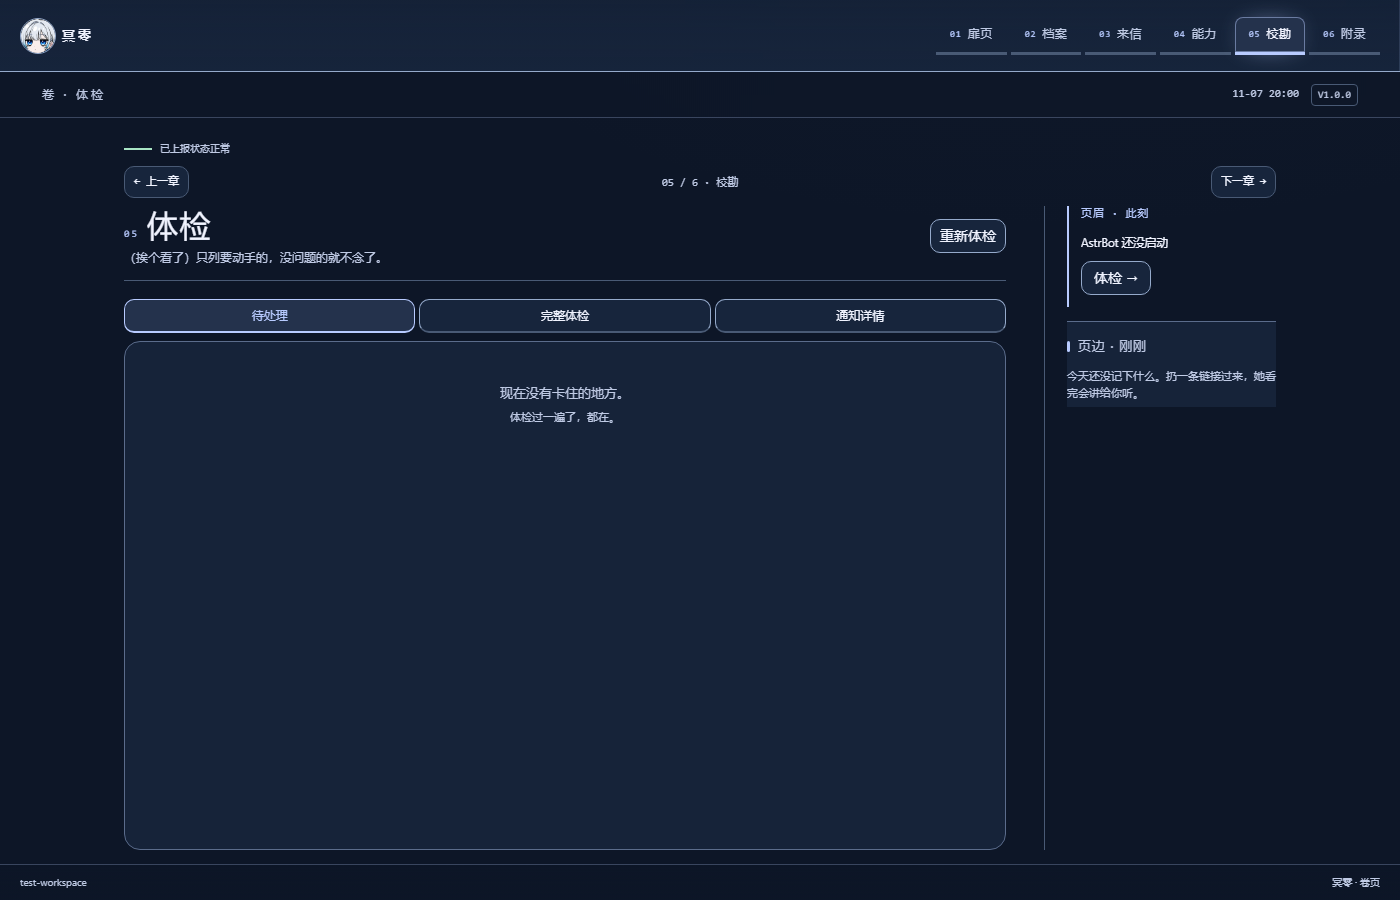 冥零
01 扉页
02 档案
03 来信
04 能力
05 校勘
06 附录
卷 · 体检
11-07 20:00
V1.0.0
已上报状态正常
← 上一章
05 / 6 · 校勘
下一章 →
05 体检
重新体检
（挨个看了）只列要动手的，没问题的就不念了。
待处理
完整体检
通知详情
现在没有卡住的地方。
体检过一遍了，都在。
页眉 · 此刻
AstrBot 还没启动
体检 →
页边 · 刚刚
今天还没记下什么。扔一条链接过来，她看
完会讲给你听。
test-workspace
冥零 · 卷页